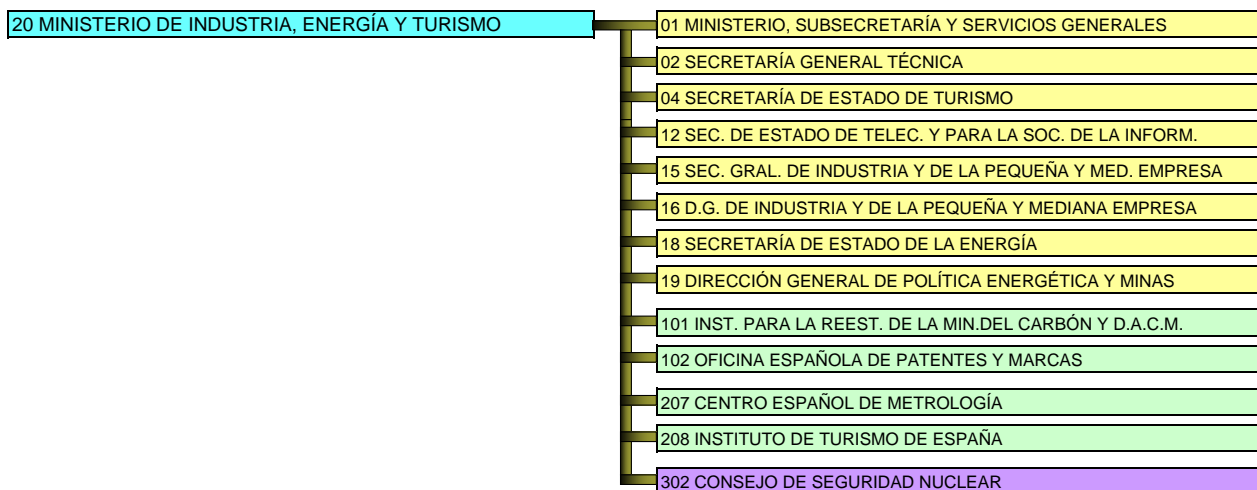 20 MINISTERIO DE INDUSTRIA, ENERGÍA Y TURISMO
01 MINISTERIO, SUBSECRETARÍA Y SERVICIOS GENERALES
02 SECRETARÍA GENERAL TÉCNICA
04 SECRETARÍA DE ESTADO DE TURISMO
12 SEC. DE ESTADO DE TELEC. Y PARA LA SOC. DE LA INFORM.
15 SEC. GRAL. DE INDUSTRIA Y DE LA PEQUEÑA Y MED. EMPRESA
16 D.G. DE INDUSTRIA Y DE LA PEQUEÑA Y MEDIANA EMPRESA
18 SECRETARÍA DE ESTADO DE LA ENERGÍA
19 DIRECCIÓN GENERAL DE POLÍTICA ENERGÉTICA Y MINAS
101 INST. PARA LA REEST. DE LA MIN.DEL CARBÓN Y D.A.C.M.
102 OFICINA ESPAÑOLA DE PATENTES Y MARCAS
207 CENTRO ESPAÑOL DE METROLOGÍA
208 INSTITUTO DE TURISMO DE ESPAÑA
302 CONSEJO DE SEGURIDAD NUCLEAR